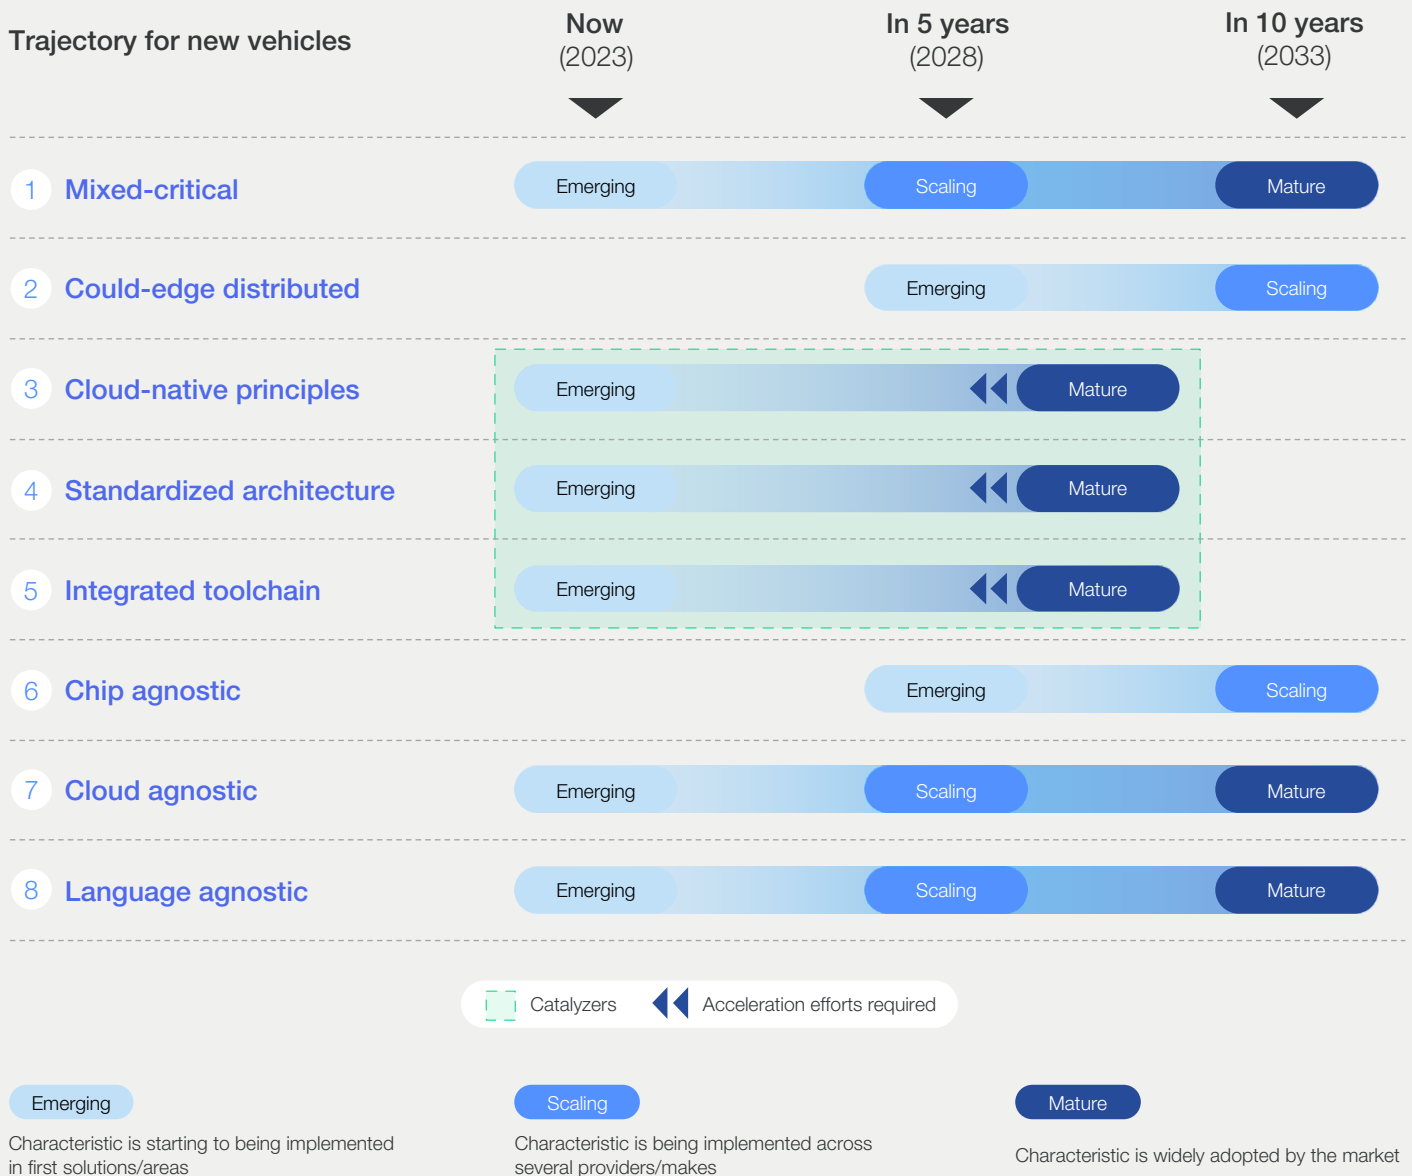 Trajectory for new vehicles
Now
(2023)
In 5 years
(2028)
In 10 years
(2033)
1 Mixed-critical Emerging Scaling Mature
2 Could-edge distributed Emerging Scaling
3 Cloud-native principles Emerging Mature
4 Standardized architecture Emerging Mature
5 Integrated toolchain Emerging Mature
6 Chip agnostic Emerging Scaling
7 Cloud agnostic Emerging Scaling Mature
8 Language agnostic Emerging Scaling Mature
Catalyzers Acceleration efforts required
Emerging
Characteristic is starting to being implemented
in first solutions/areas
Scaling
Characteristic is being implemented across
several providers/makes
Mature
Characteristic is widely adopted by the market